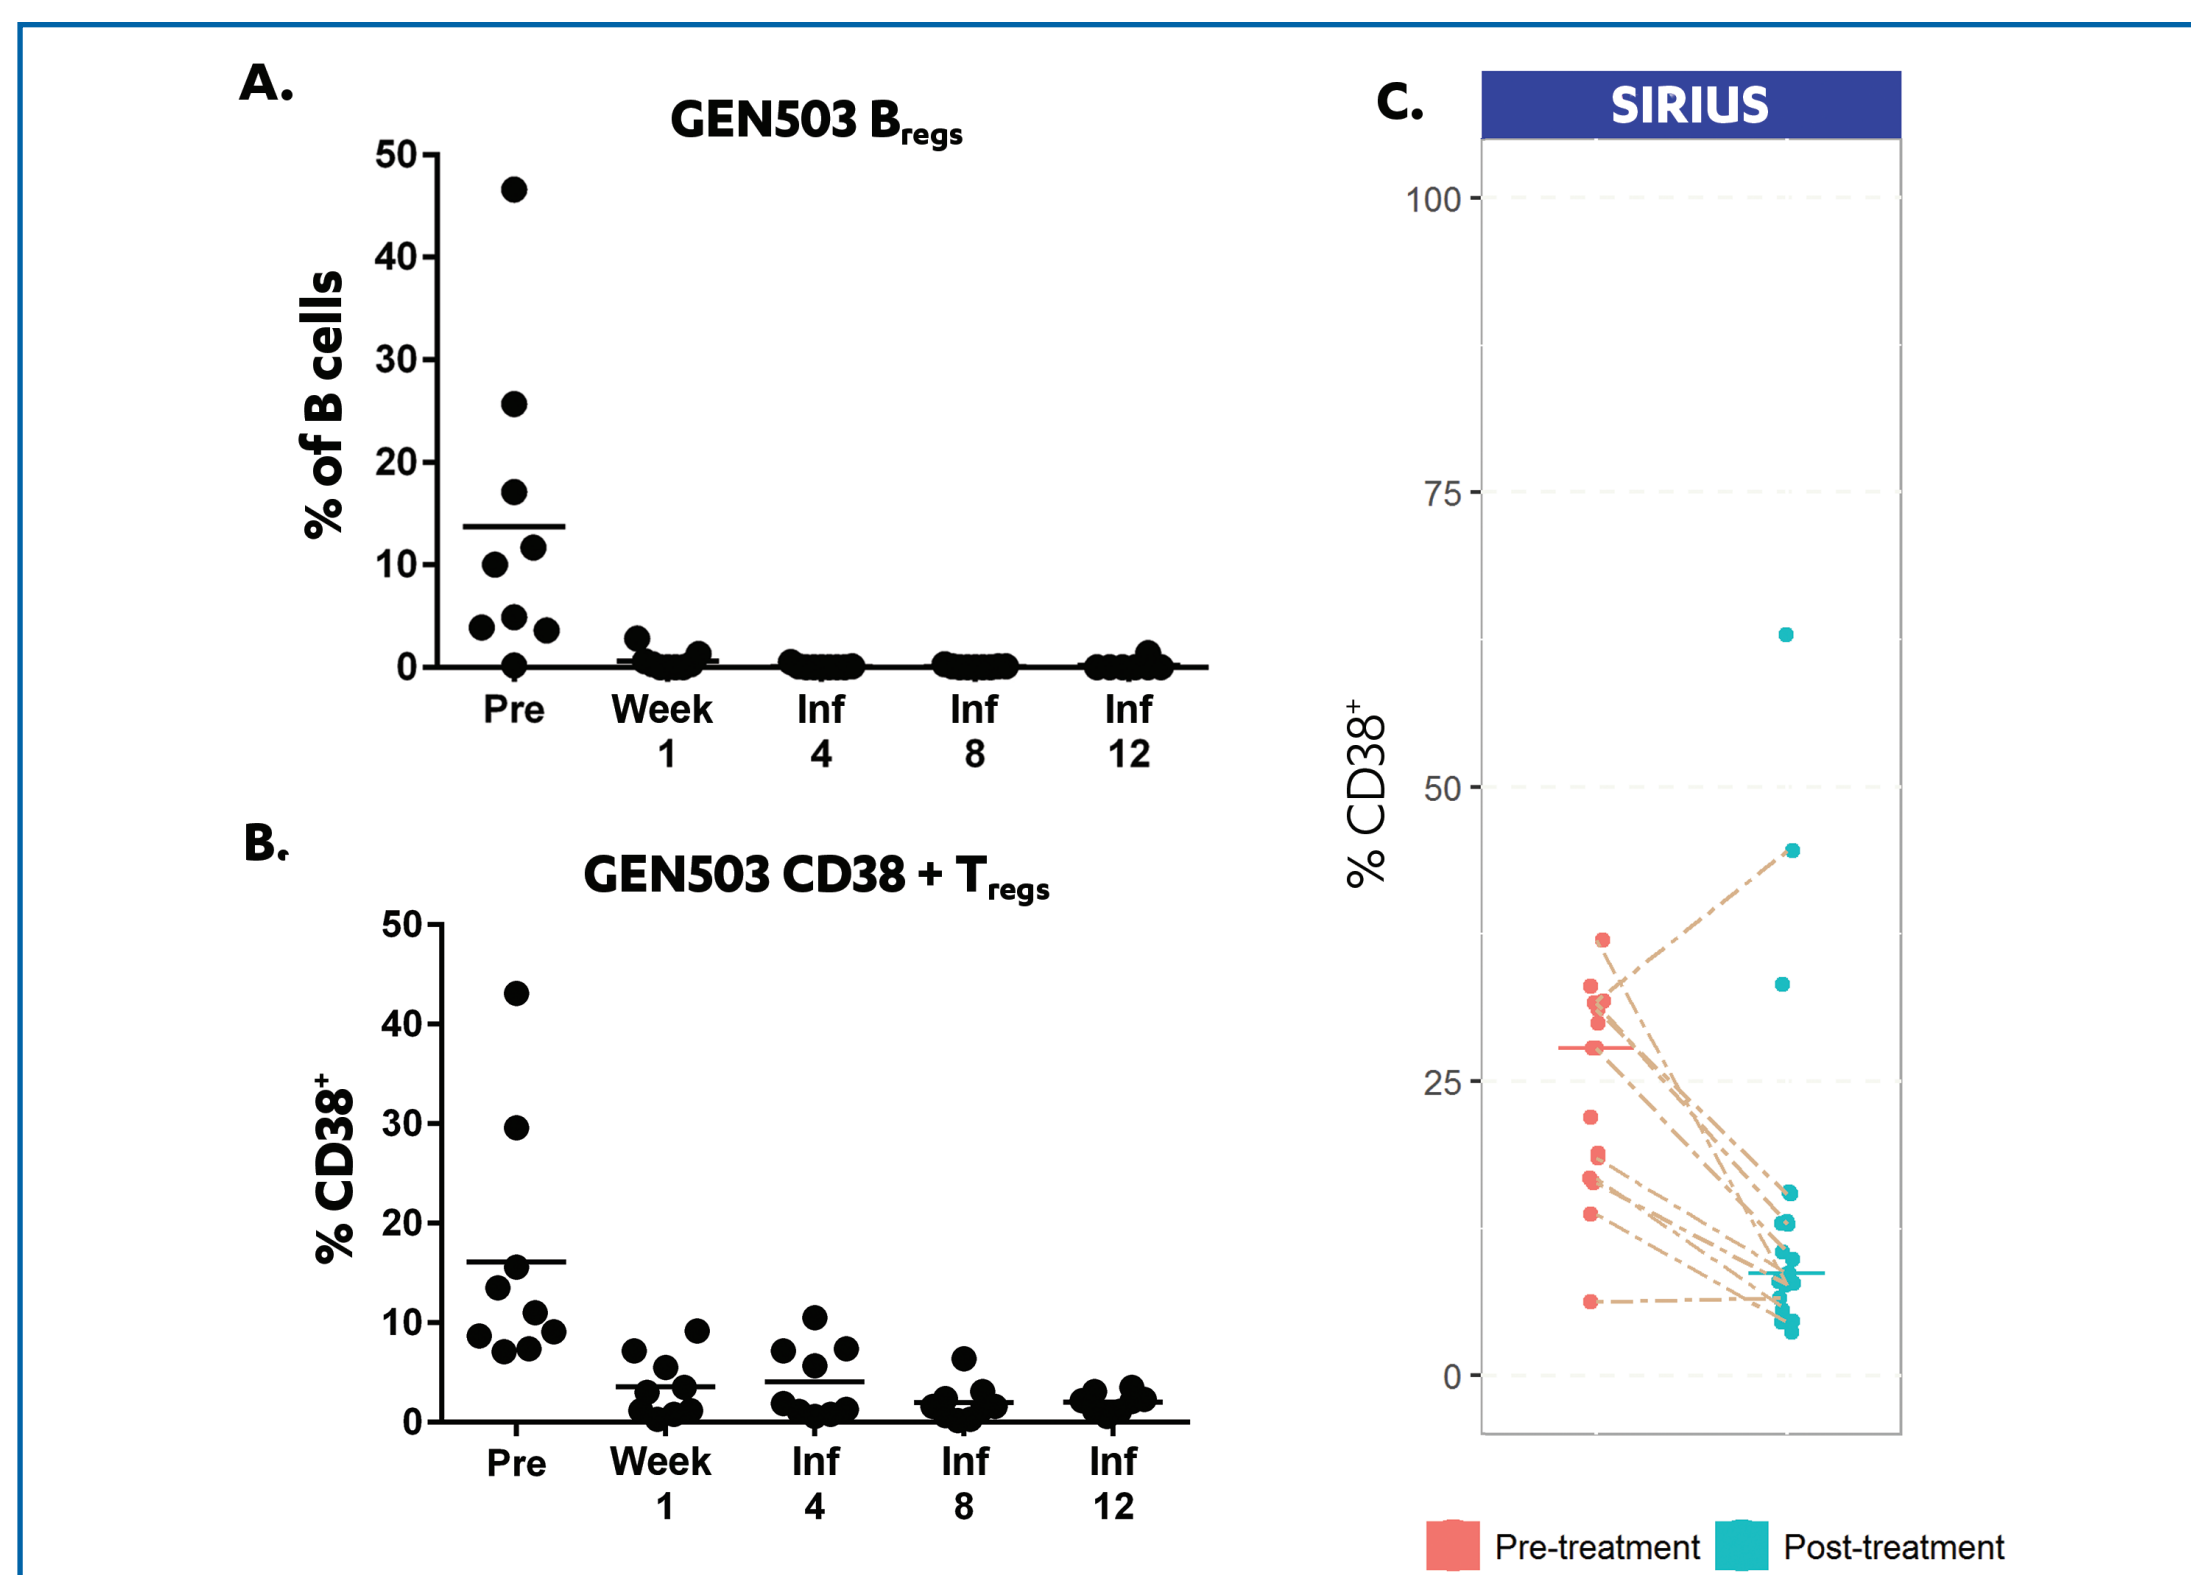 A.
GEN503 Bregs
% of B cells
50
40
30
20
10
0
Pre
Week 1
Inf 4
Inf 8
Inf 12
B.
GEN503 CD38 + Tregs
% CD38+
50
40
30
20
10
0
Pre
Week 1
Inf 4
Inf 8
Inf 12
C.
SIRIUS
% CD38+
100
75
50
25
0
Pre-treatment
Post-treatment